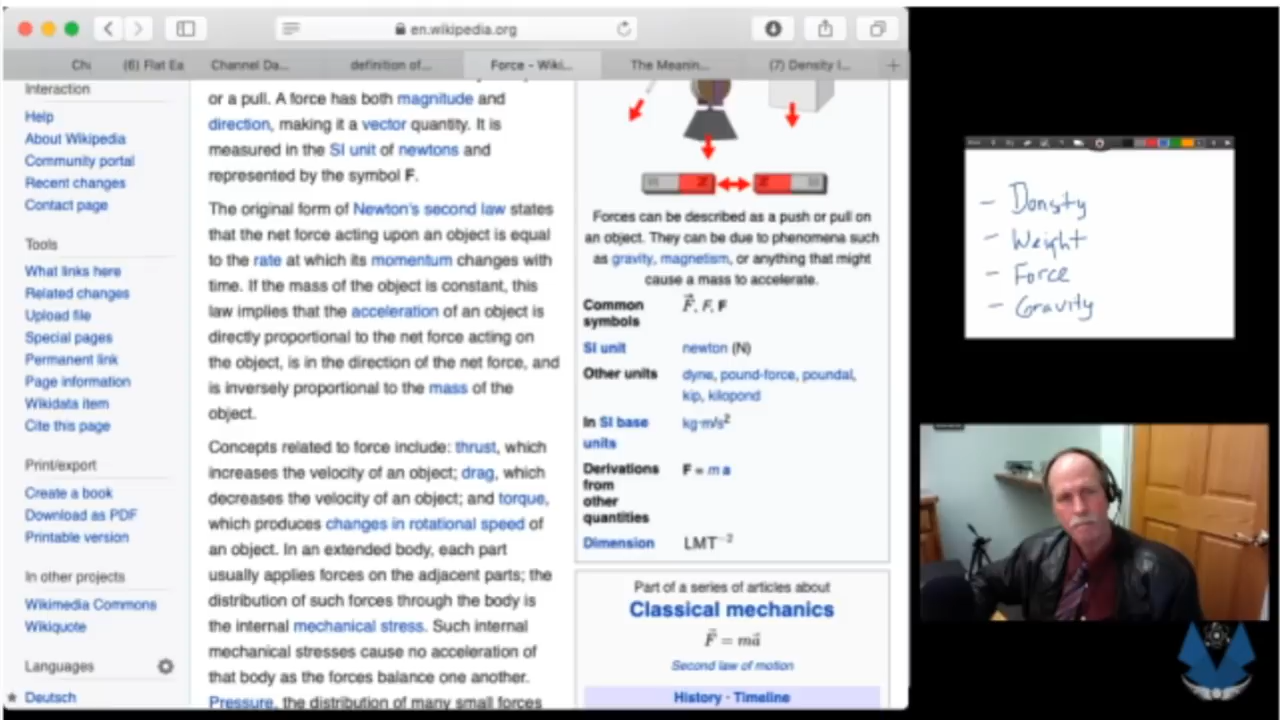 en.wikipedia.org
(6) Flat Ea
Channel Da...
definition of...
Force - Wiki...
The Meanin...
(7) Density I...
Interaction
Help
About Wikipedia
Community portal
Recent changes
Contact page
Tools
What links here
Related changes
Upload file
Special pages
Permanent link
Page information
Wikidata item
Cite this page
Print/export
Create a book
Download as PDF
Printable version
In other projects
Wikimedia Commons
Wikiquote
Languages
Deutsch
or a pull. A force has both magnitude and
direction, making it a vector quantity. It is
measured in the SI unit of newtons and
represented by the symbol F.
The original form of Newton's second law states
that the net force acting upon an object is equal
to the rate at which its momentum changes with
time. If the mass of the object is constant, this
law implies that the acceleration of an object is
directly proportional to the net force acting on
the object, is in the direction of the net force, and
is inversely proportional to the mass of the
object.
Concepts related to force include: thrust, which
increases the velocity of an object; drag, which
decreases the velocity of an object; and torque,
which produces changes in rotational speed of
an object. In an extended body, each part
usually applies forces on the adjacent parts; the
distribution of such forces through the body is
the internal mechanical stress. Such internal
mechanical stresses cause no acceleration of
that body as the forces balance one another.
Pressure, the distribution of many small forces
Forces can be described as a push or pull on
an object. They can be due to phenomena such
as gravity, magnetism, or anything that might
cause a mass to accelerate.
Common symbols F⃗, F, F
SI unit newton (N)
Other units dyne, pound-force, poundal,
kip, kilopond
In SI base units kg·m/s²
Derivations from other quantities F = m a
Dimension LMT⁻²
Part of a series of articles about
Classical mechanics
F⃗ = ma⃗
Second law of motion
History · Timeline
- Density
- Weight
- Force
- Gravity